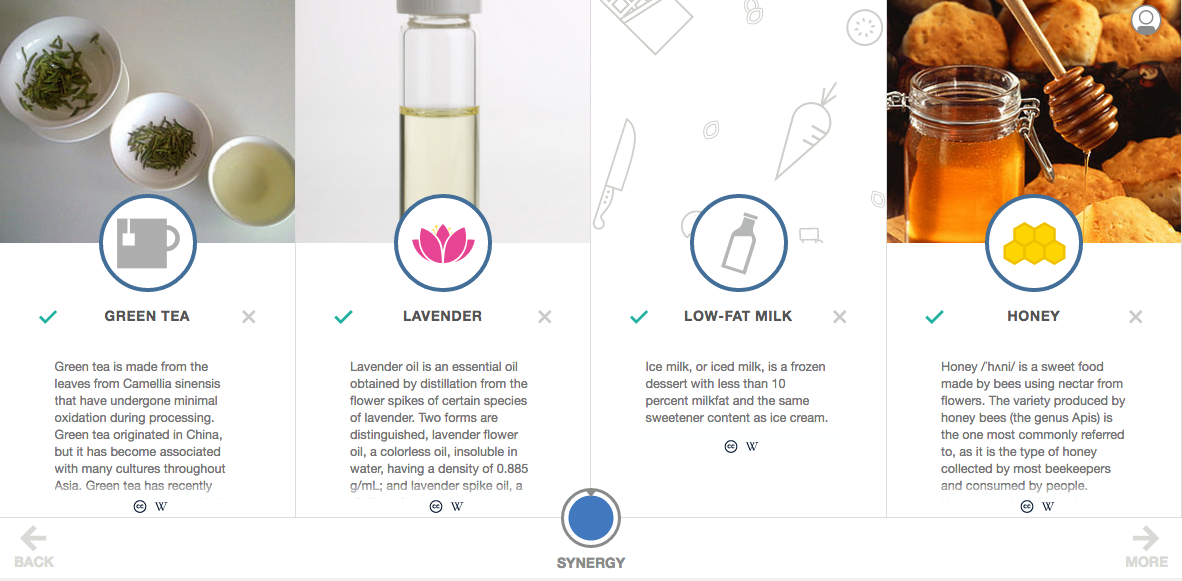 GREEN TEA
Green tea is made from the
leaves from Camellia sinensis
that have undergone minimal
oxidation during processing.
Green tea originated in China,
but it has become associated
with many cultures throughout
Asia. Green tea has recently
cc W
LAVENDER
Lavender oil is an essential oil
obtained by distillation from the
flower spikes of certain species
of lavender. Two forms are
distinguished, lavender flower
oil, a colorless oil, insoluble in
water, having a density of 0.885
g/mL; and lavender spike oil, a
cc W
LOW-FAT MILK
Ice milk, or iced milk, is a frozen
dessert with less than 10
percent milkfat and the same
sweetener content as ice cream.
cc W
HONEY
Honey /ˈhʌni/ is a sweet food
made by bees using nectar from
flowers. The variety produced by
honey bees (the genus Apis) is
the one most commonly referred
to, as it is the type of honey
collected by most beekeepers
and consumed by people.
cc W
BACK
SYNERGY
MORE